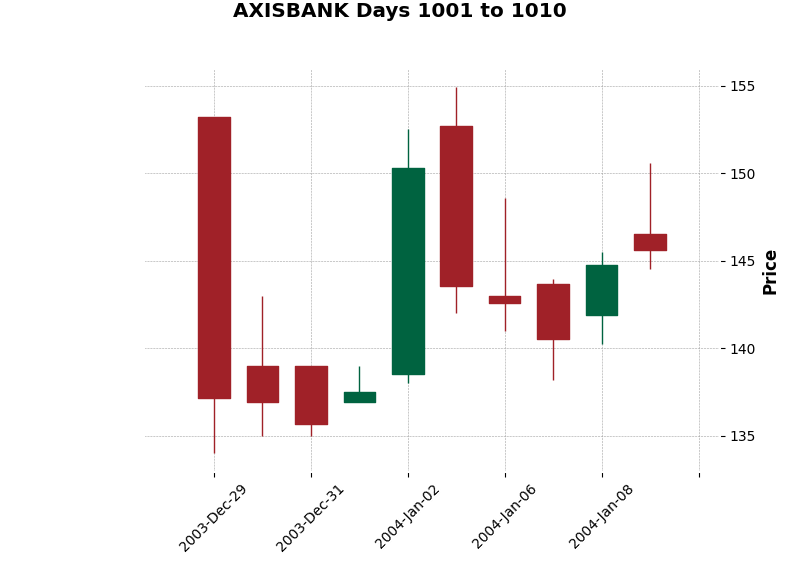 AXISBANK Days 1001 to 1010
155
150
145
140
135
Price
2003-Dec-29
2003-Dec-31
2004-Jan-02
2004-Jan-06
2004-Jan-08